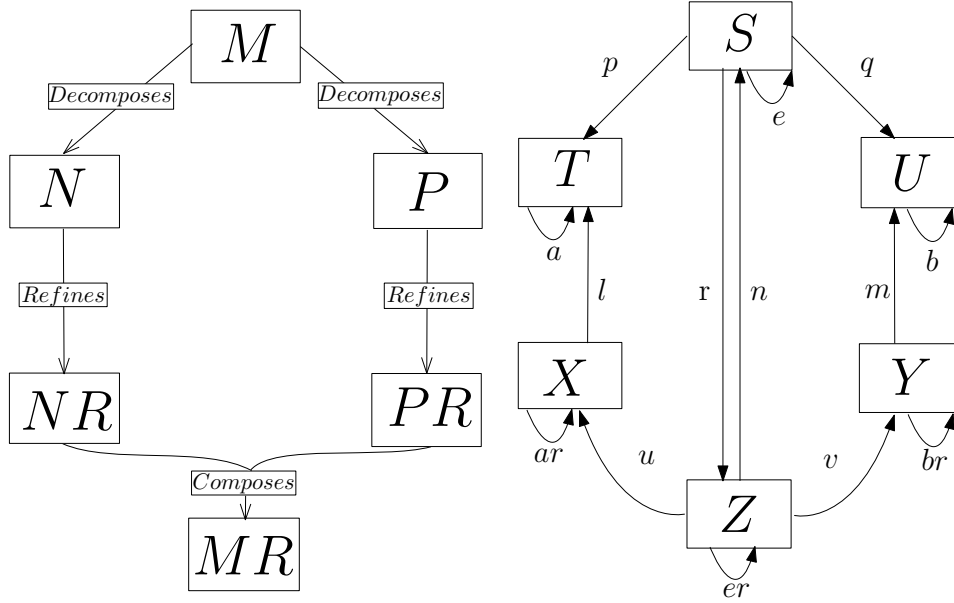 M
Decomposes
Decomposes
N
P
Refines
Refines
NR
PR
Composes
MR
S
p
q
e
T
U
a
b
l
r
n
m
X
Y
ar
br
u
v
Z
er